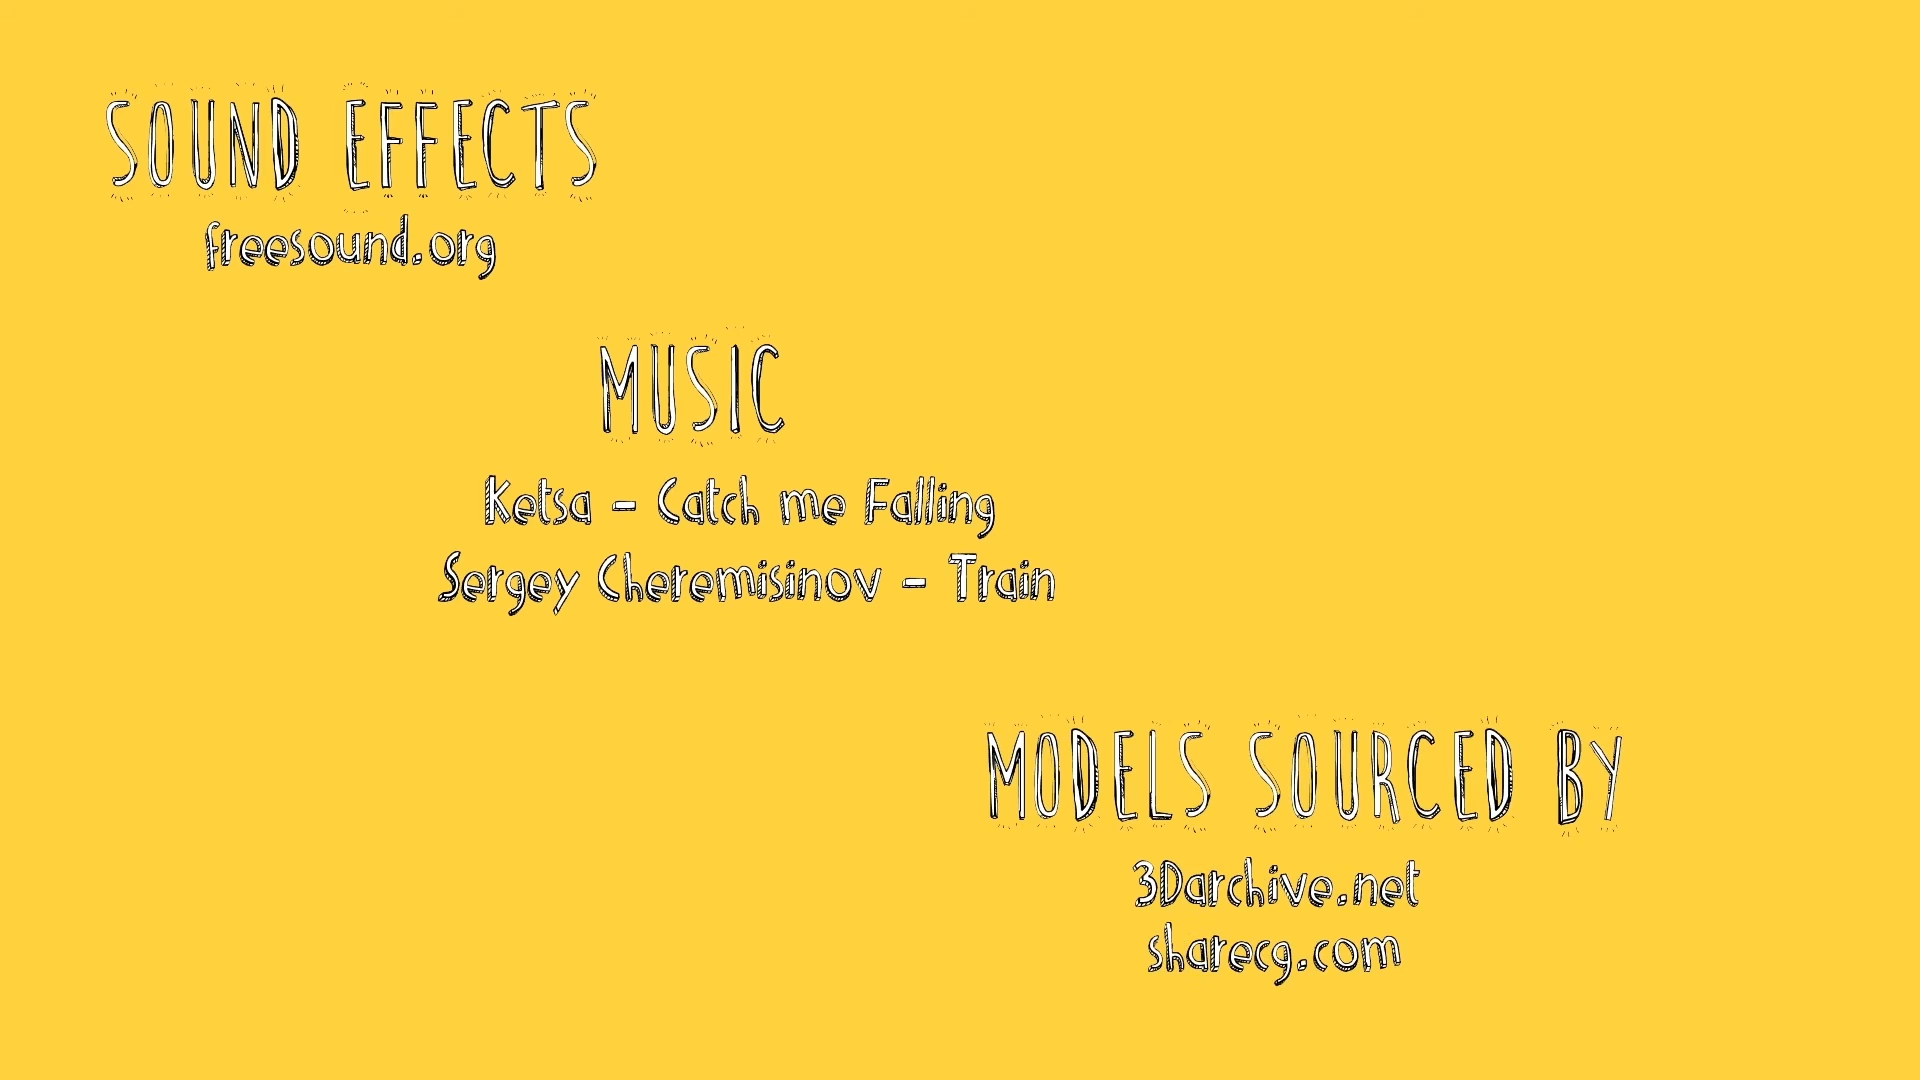 SOUND EFFECTS
freesound.org
MUSIC
Ketsa - Catch me Falling
Sergey Cheremisinov - Train
MODELS SOURCED BY
3Darchive.net
sharecg.com